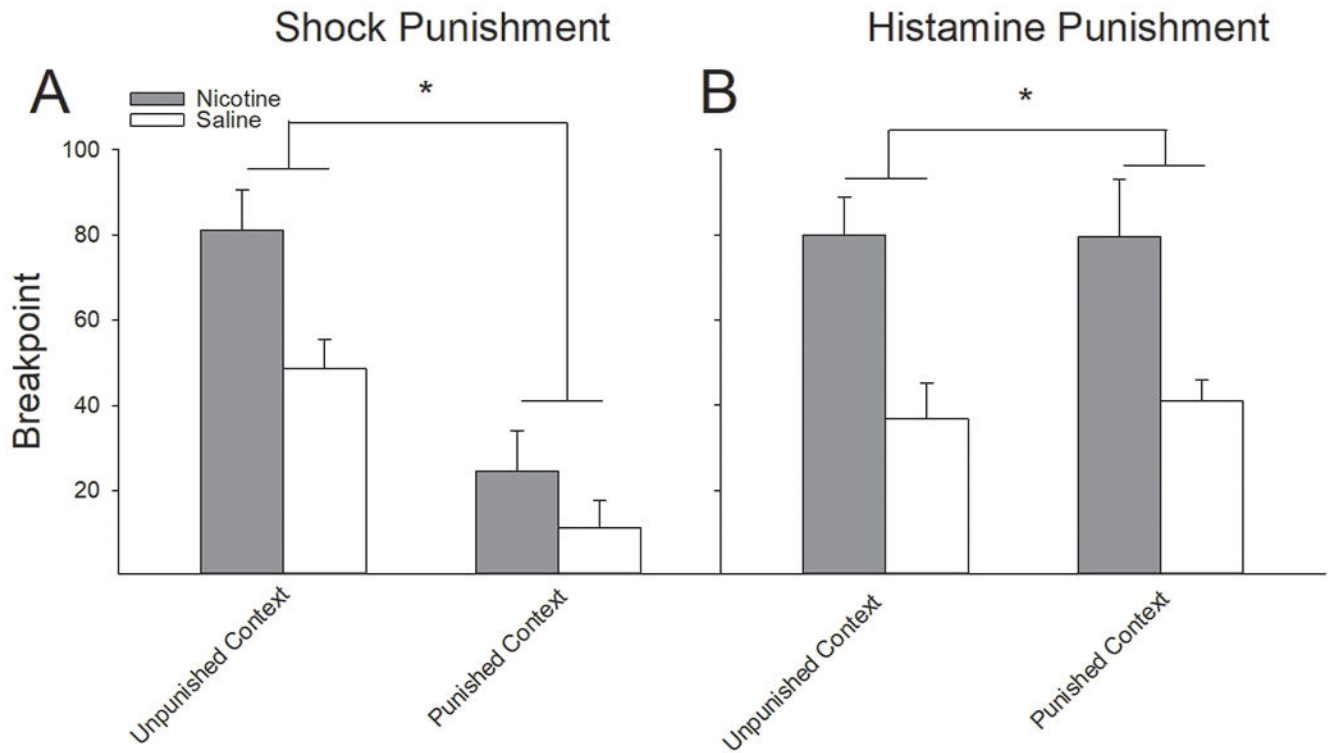 Shock Punishment
Histamine Punishment
A
B
*
*
Nicotine
Saline
100
80
60
40
20
Breakpoint
Unpunished Context
Punished Context
Unpunished Context
Punished Context